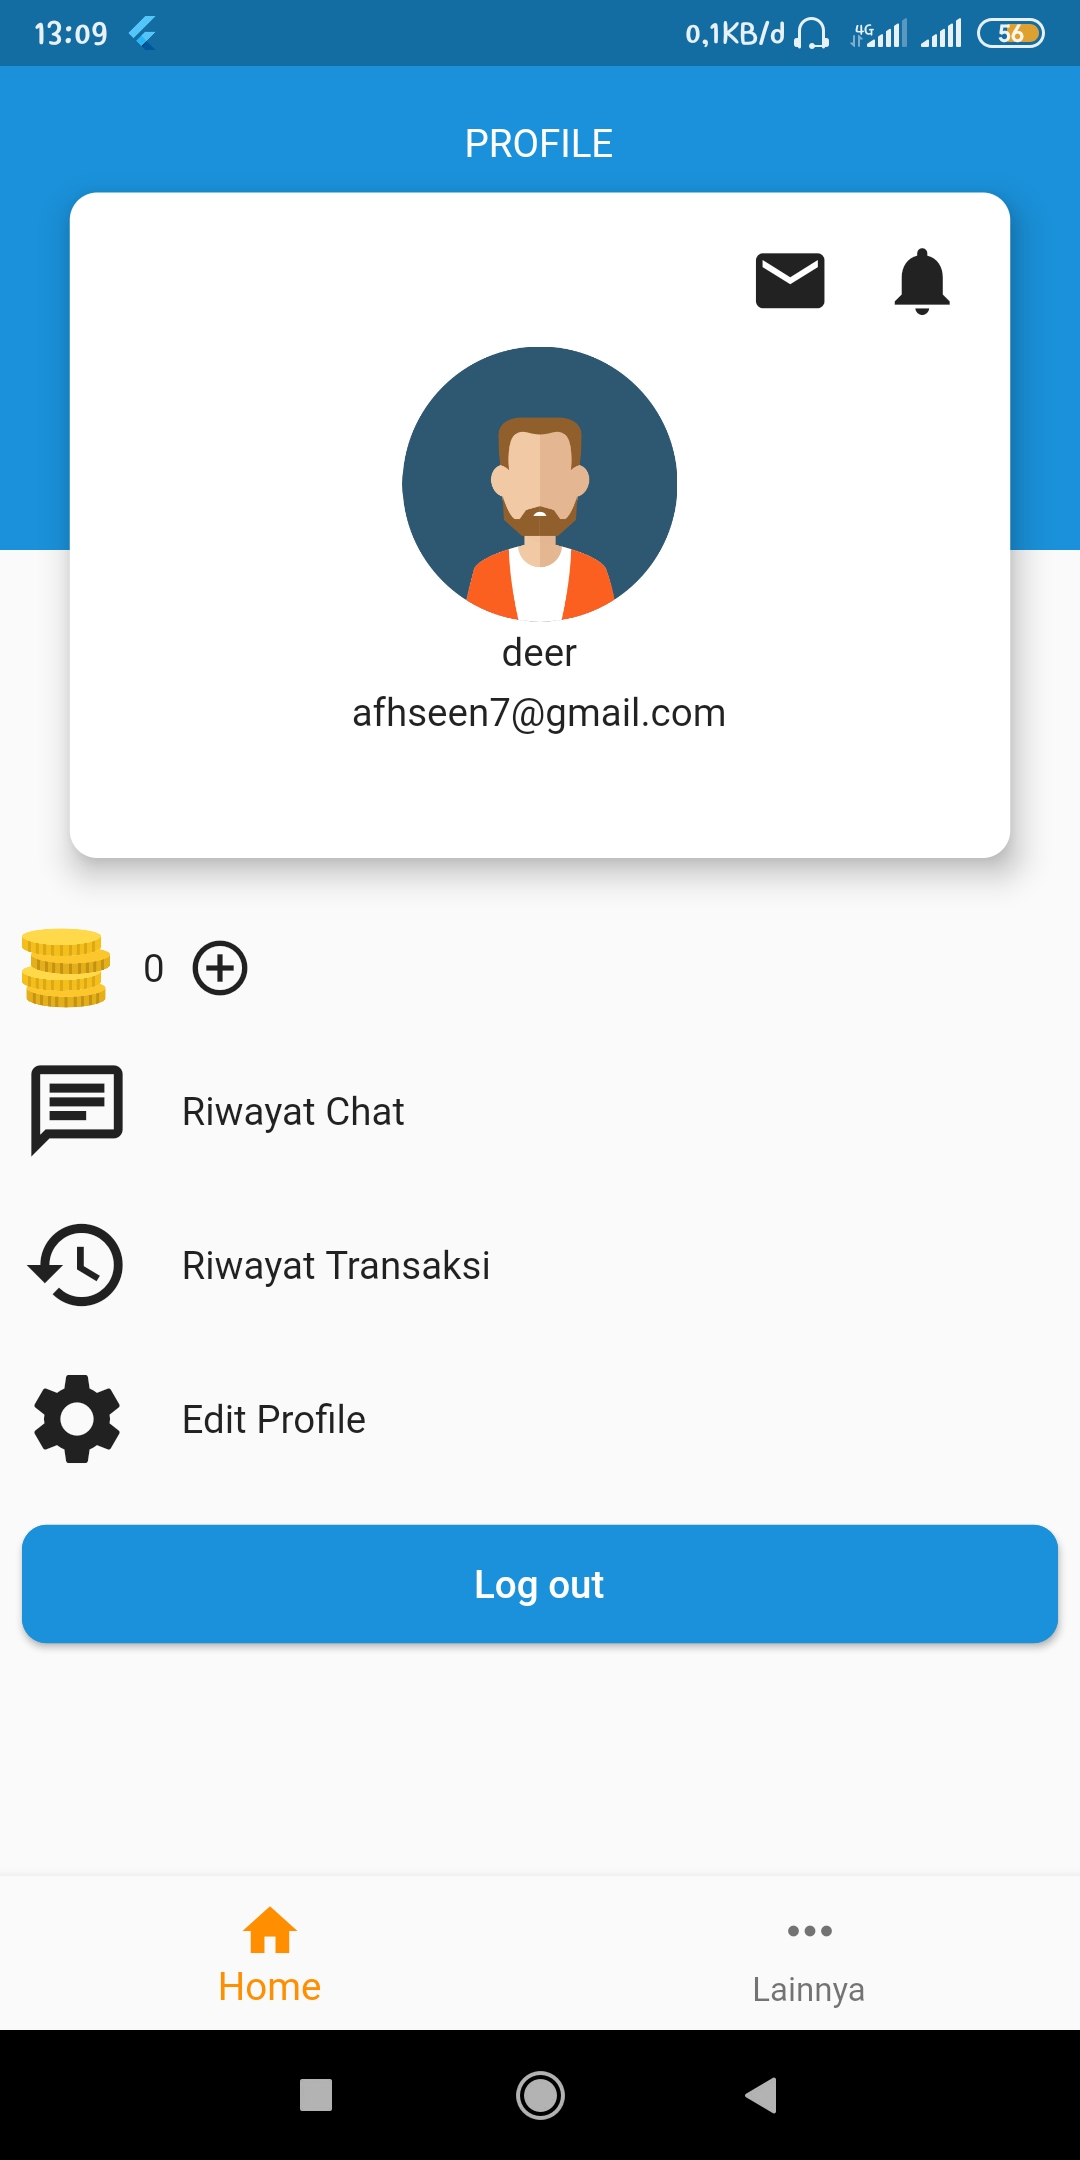 13:09 0,1KB/d 4G 56
PROFILE
deer
afhseen7@gmail.com
0
Riwayat Chat
Riwayat Transaksi
Edit Profile
Log out
Home Lainnya